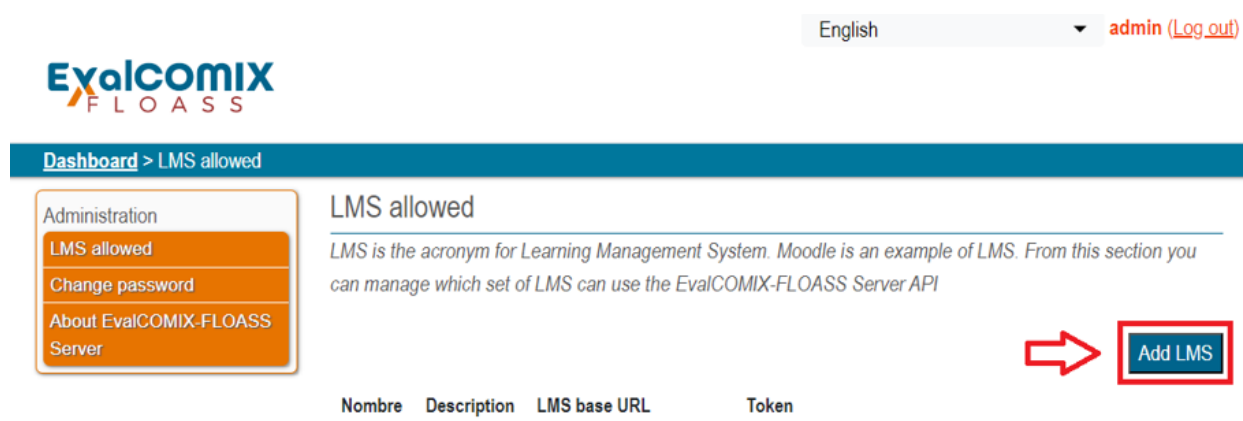 English admin (Log out)
EvalCOMIX
FLOASS
Dashboard > LMS allowed
Administration
LMS allowed
Change password
About EvalCOMIX-FLOASS
Server
LMS allowed
LMS is the acronym for Learning Management System. Moodle is an example of LMS. From this section you
can manage which set of LMS can use the EvalCOMIX-FLOASS Server API
Add LMS
Nombre Description LMS base URL Token